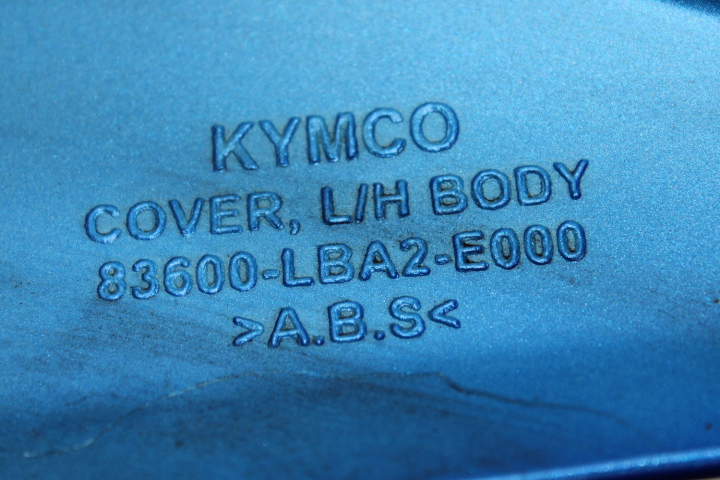 KYMCO
COVER, L/H BODY
83600-LBA2-E000
>A.B.S<